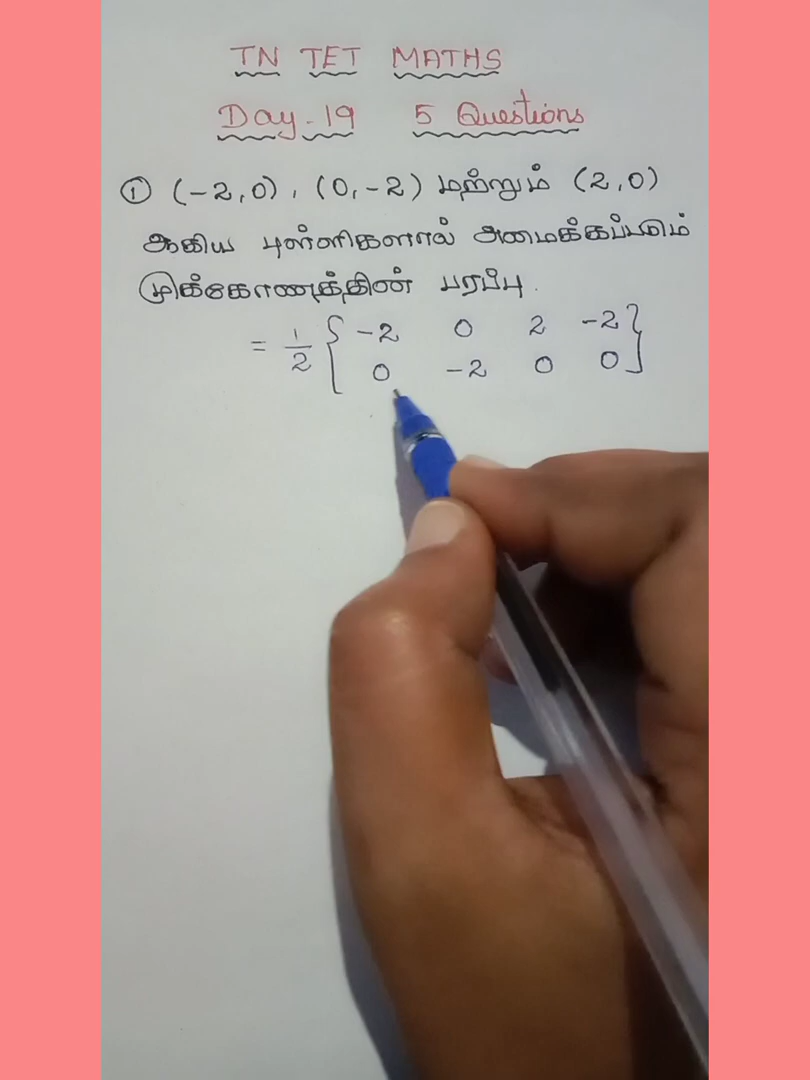 TN TET MATHS
Day-19 5 Questions
① (-2,0), (0,-2) மற்றும் (2,0)
ஆகிய புள்ளிகளால் அமைக்கப்படும்
முக்கோணத்தின் பரப்பு.
= 1/2 { -2 0 2 -2 }
0 -2 0 0